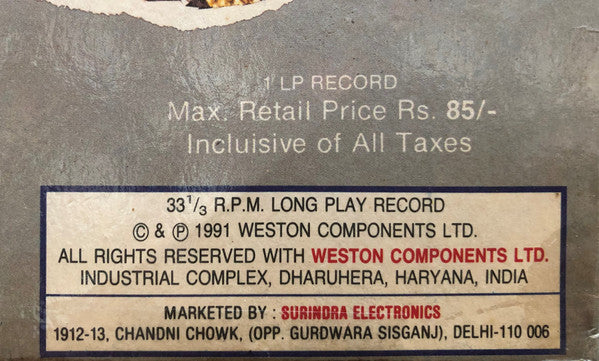 1 LP RECORD
Max. Retail Price Rs. 85/-
Incluisive of All Taxes
33 1/3 R.P.M. LONG PLAY RECORD
© & ℗ 1991 WESTON COMPONENTS LTD.
ALL RIGHTS RESERVED WITH WESTON COMPONENTS LTD.
INDUSTRIAL COMPLEX, DHARUHERA, HARYANA, INDIA
MARKETED BY : SURINDRA ELECTRONICS
1912-13, CHANDNI CHOWK, (OPP. GURDWARA SISGANJ), DELHI-110 006